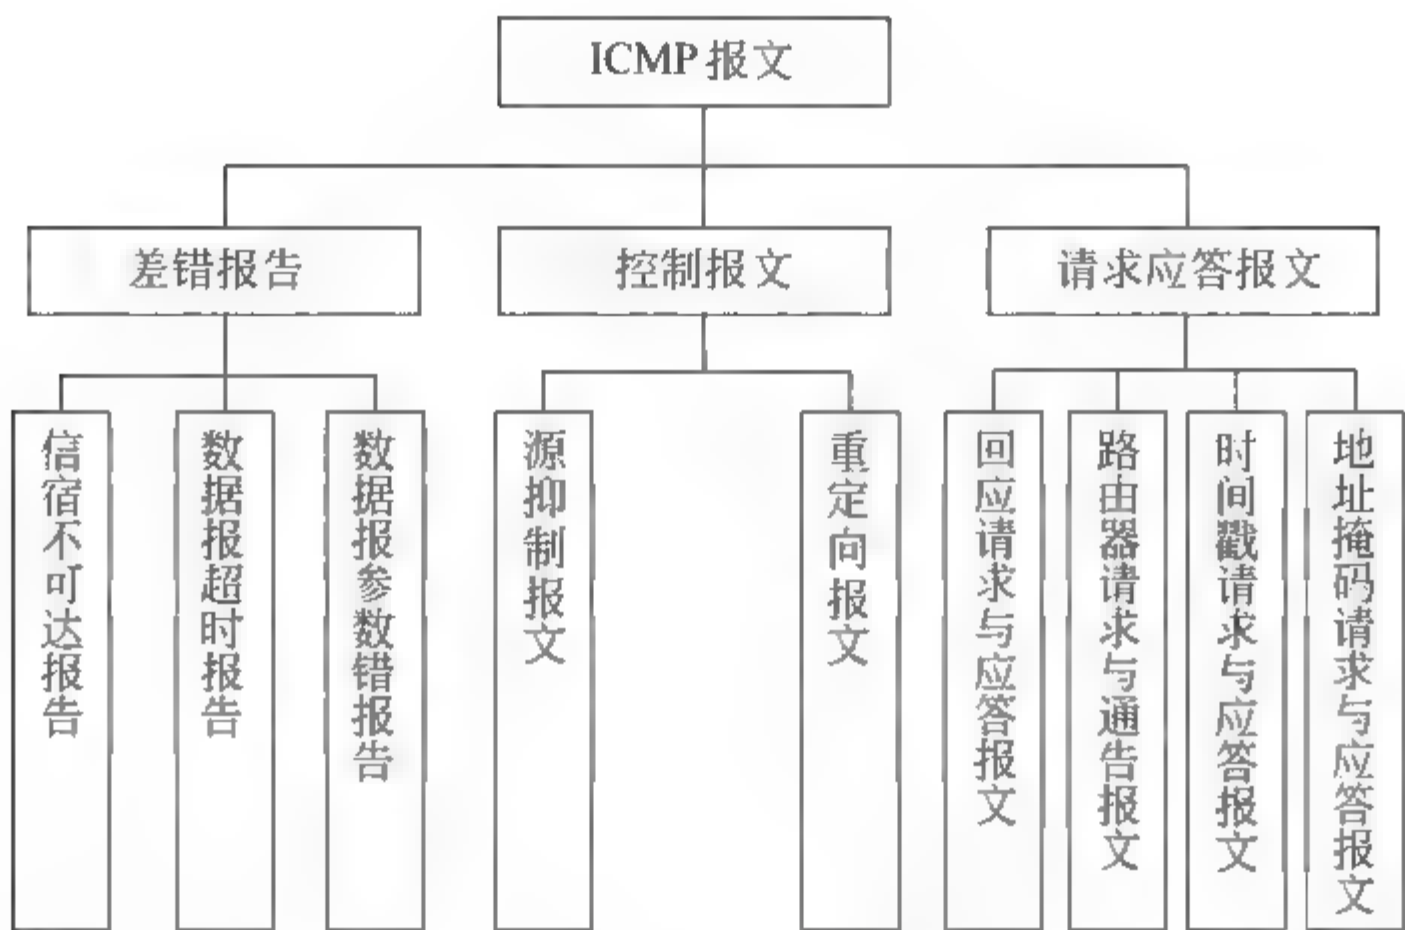 ICMP 报文
差错报告
控制报文
请求应答报文
信宿不可达报告
数据报超时报告
数据报参数错报告
源抑制报文
重定向报文
回应请求与应答报文
路由器请求与通告报文
时间戳请求与应答报文
地址掩码请求与应答报文